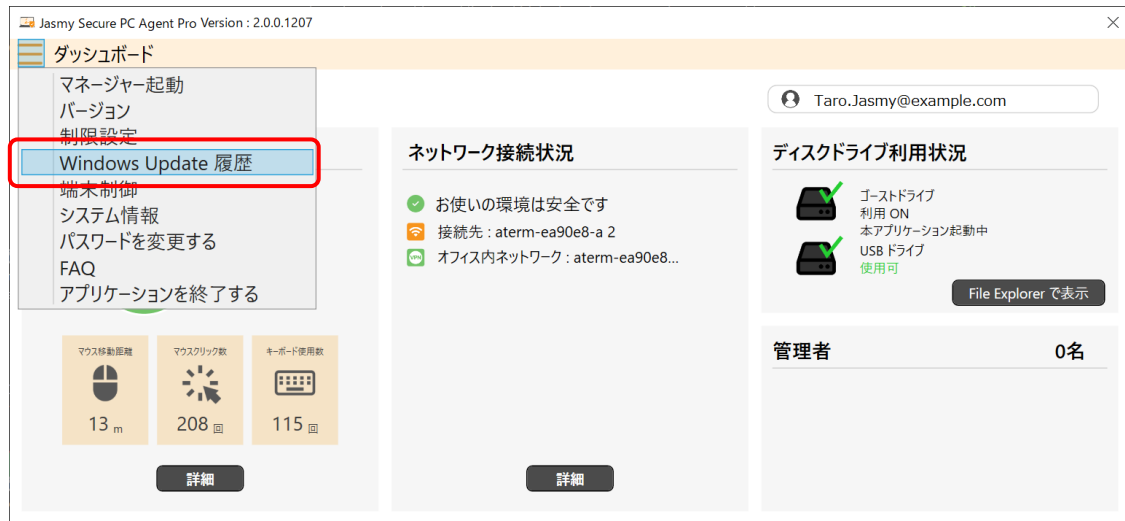 Jasmy Secure PC Agent Pro Version : 2.0.0.1207
ダッシュボード
マネージャー起動
バージョン
制限設定
Windows Update 履歴
端末制御
システム情報
パスワードを変更する
FAQ
アプリケーションを終了する
Taro.Jasmy@example.com
マウス移動距離
13 m
マウスクリック数
208 回
キーボード使用数
115 回
詳細
ネットワーク接続状況
お使いの環境は安全です
接続先 : aterm-ea90e8-a 2
VPN
オフィス内ネットワーク : aterm-ea90e8...
詳細
ディスクドライブ利用状況
ゴーストドライブ
利用 ON
本アプリケーション起動中
USB ドライブ
使用可
File Explorer で表示
管理者 0名